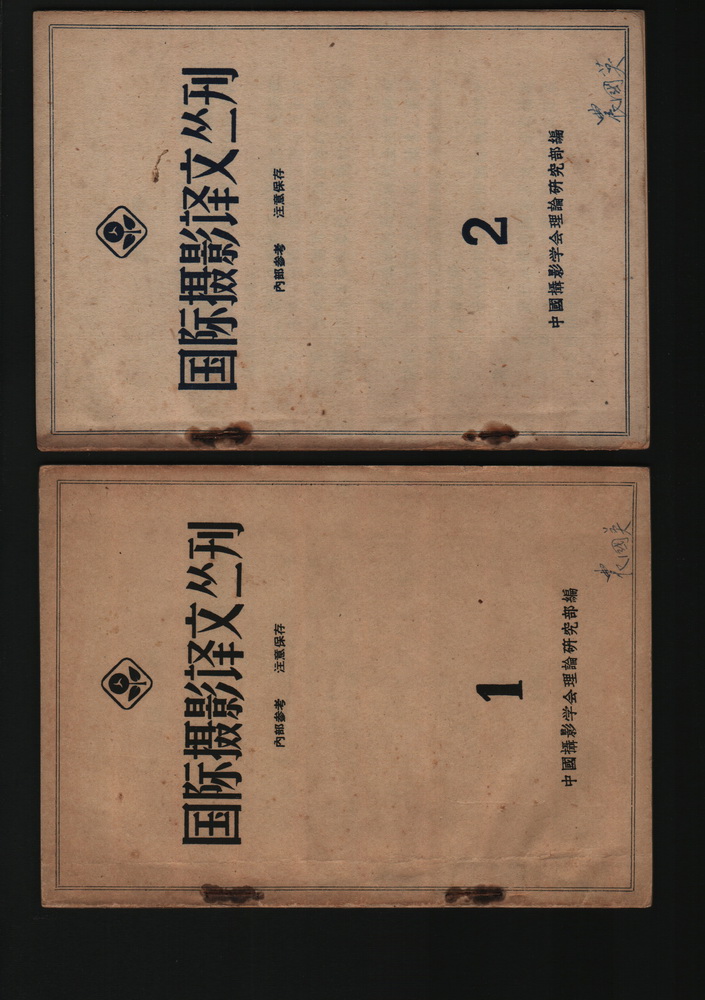 国际摄影译文丛刊
内部参考 注意保存
2
中國攝影学会理論研究部編
国际摄影译文丛刊
内部参考 注意保存
1
中國攝影学会理論研究部編